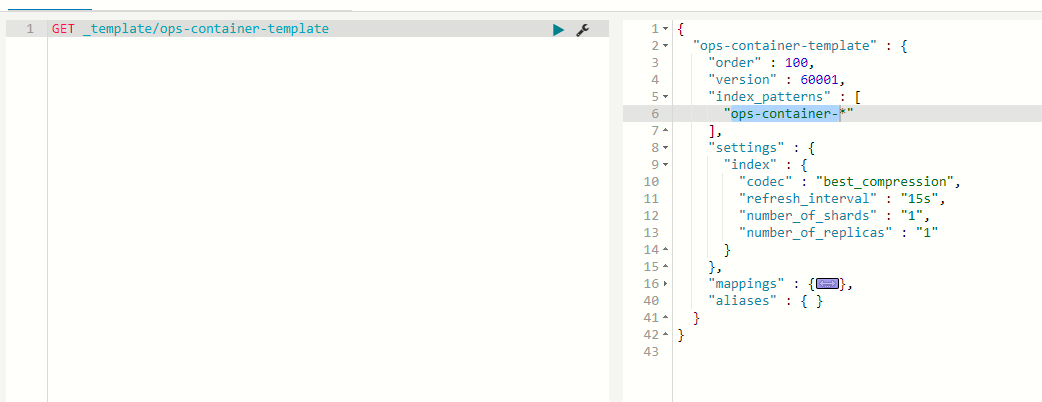 1 GET _template/ops-container-template
1 {
2 "ops-container-template" : {
3 "order" : 100,
4 "version" : 60001,
5 "index_patterns" : [
6 "ops-container-*"
7 ],
8 "settings" : {
9 "index" : {
10 "codec" : "best_compression",
11 "refresh_interval" : "15s",
12 "number_of_shards" : "1",
13 "number_of_replicas" : "1"
14 }
15 },
16 "mappings" : {↔},
40 "aliases" : { }
41 }
42 }
43